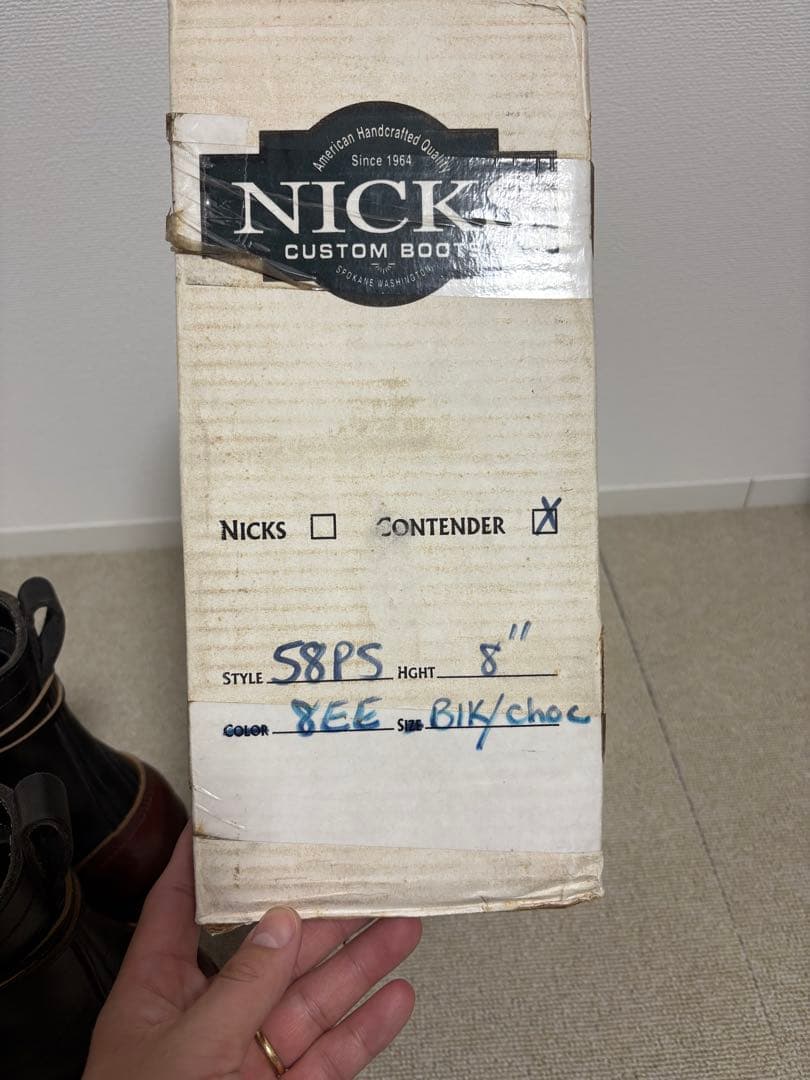 American Handcrafted Quality
Since 1964
NICKS
CUSTOM BOOTS
SPOKANE WASHINGTON
NICKS ☐ CONTENDER ☒
STYLE 58PS HGHT. 8"
COLOR 8EE SIZE Blk/choc